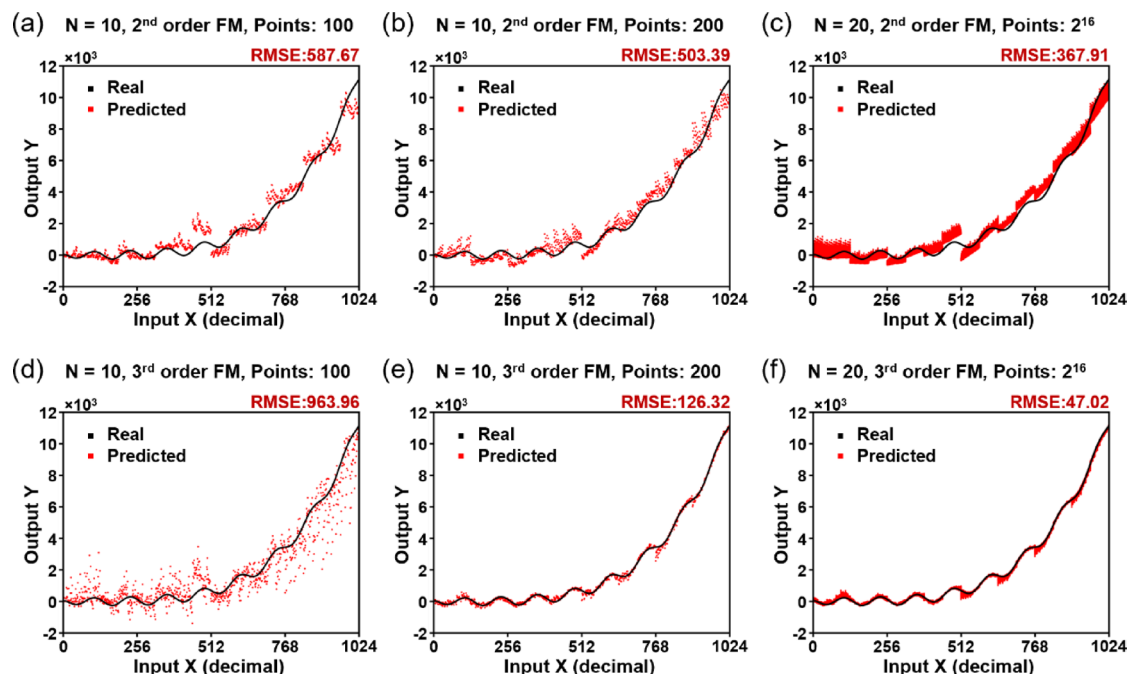 (a) N = 10, 2nd order FM, Points: 100
×10³ RMSE:587.67
12
10
8
6
4
2
0
-2
Output Y
Real
Predicted
0 256 512 768 1024
Input X (decimal)
(b) N = 10, 2nd order FM, Points: 200
×10³ RMSE:503.39
12
10
8
6
4
2
0
-2
Output Y
Real
Predicted
0 256 512 768 1024
Input X (decimal)
(c) N = 20, 2nd order FM, Points: 2¹⁶
×10³ RMSE:367.91
12
10
8
6
4
2
0
-2
Output Y
Real
Predicted
0 256 512 768 1024
Input X (decimal)
(d) N = 10, 3rd order FM, Points: 100
×10³ RMSE:963.96
12
10
8
6
4
2
0
-2
Output Y
Real
Predicted
0 256 512 768 1024
Input X (decimal)
(e) N = 10, 3rd order FM, Points: 200
×10³ RMSE:126.32
12
10
8
6
4
2
0
-2
Output Y
Real
Predicted
0 256 512 768 1024
Input X (decimal)
(f) N = 20, 3rd order FM, Points: 2¹⁶
×10³ RMSE:47.02
12
10
8
6
4
2
0
-2
Output Y
Real
Predicted
0 256 512 768 1024
Input X (decimal)